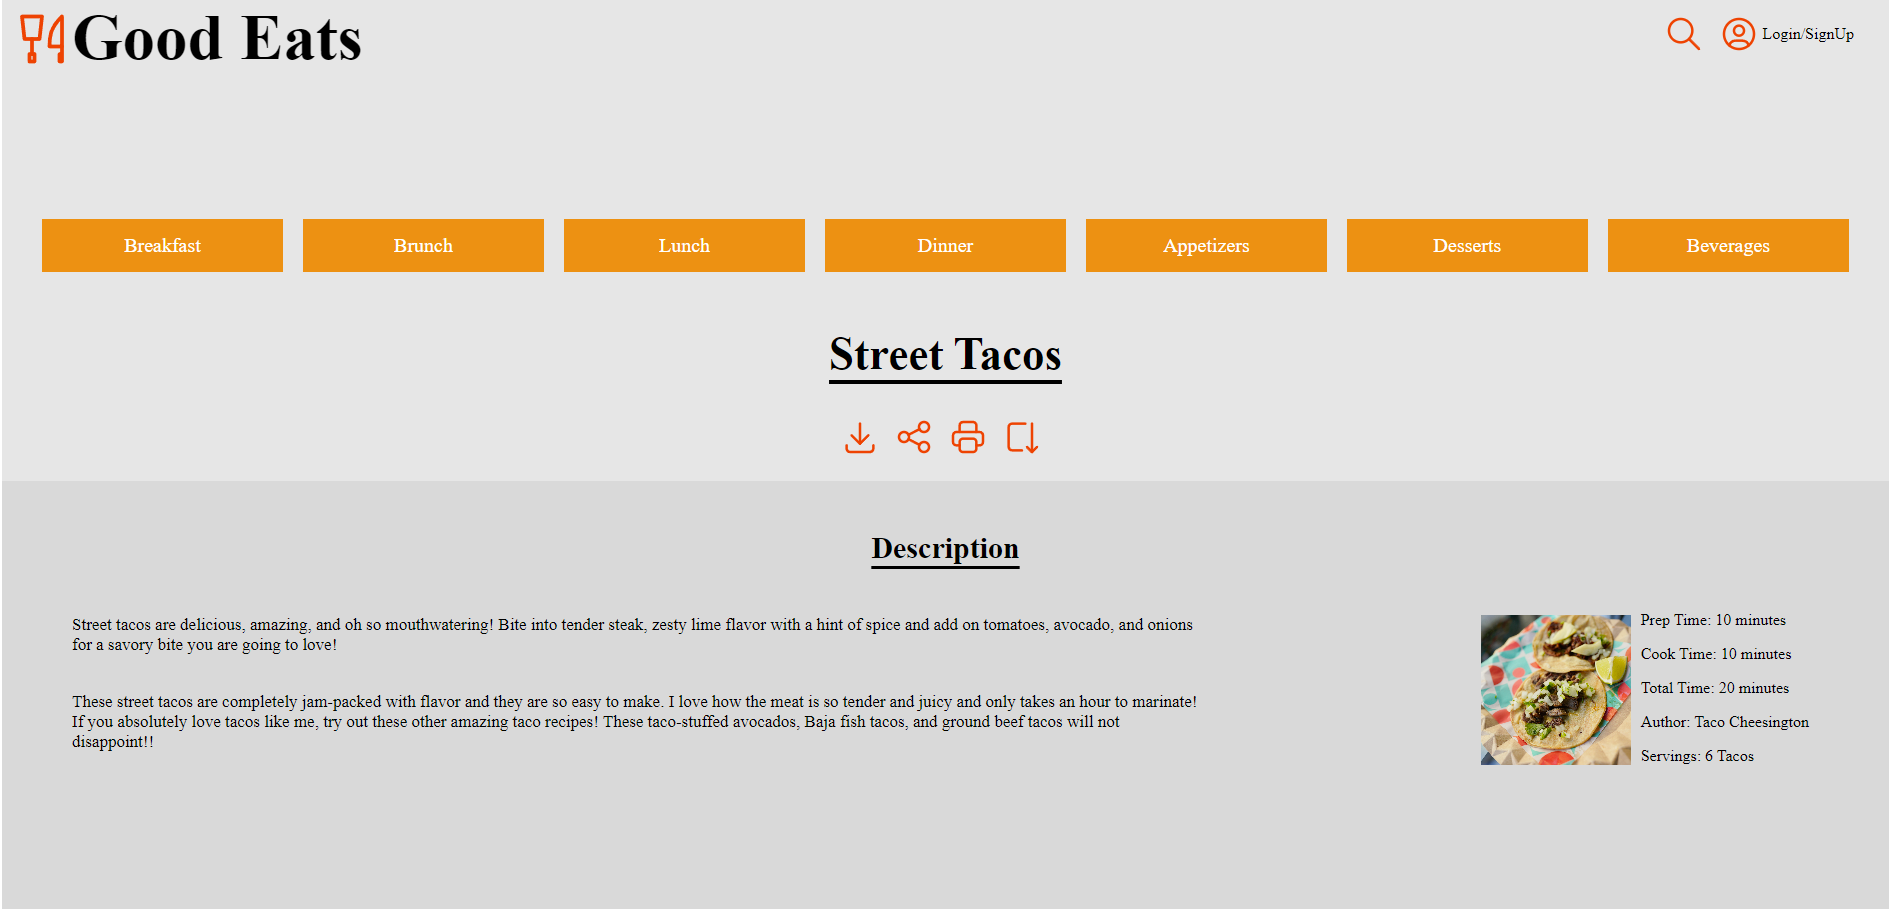 Good Eats
Login/SignUp
Breakfast
Brunch
Lunch
Dinner
Appetizers
Desserts
Beverages
Street Tacos
Description
Street tacos are delicious, amazing, and oh so mouthwatering! Bite into tender steak, zesty lime flavor with a hint of spice and add on tomatoes, avocado, and onions
for a savory bite you are going to love!
These street tacos are completely jam-packed with flavor and they are so easy to make. I love how the meat is so tender and juicy and only takes an hour to marinate!
If you absolutely love tacos like me, try out these other amazing taco recipes! These taco-stuffed avocados, Baja fish tacos, and ground beef tacos will not
disappoint!!
Prep Time: 10 minutes
Cook Time: 10 minutes
Total Time: 20 minutes
Author: Taco Cheesington
Servings: 6 Tacos